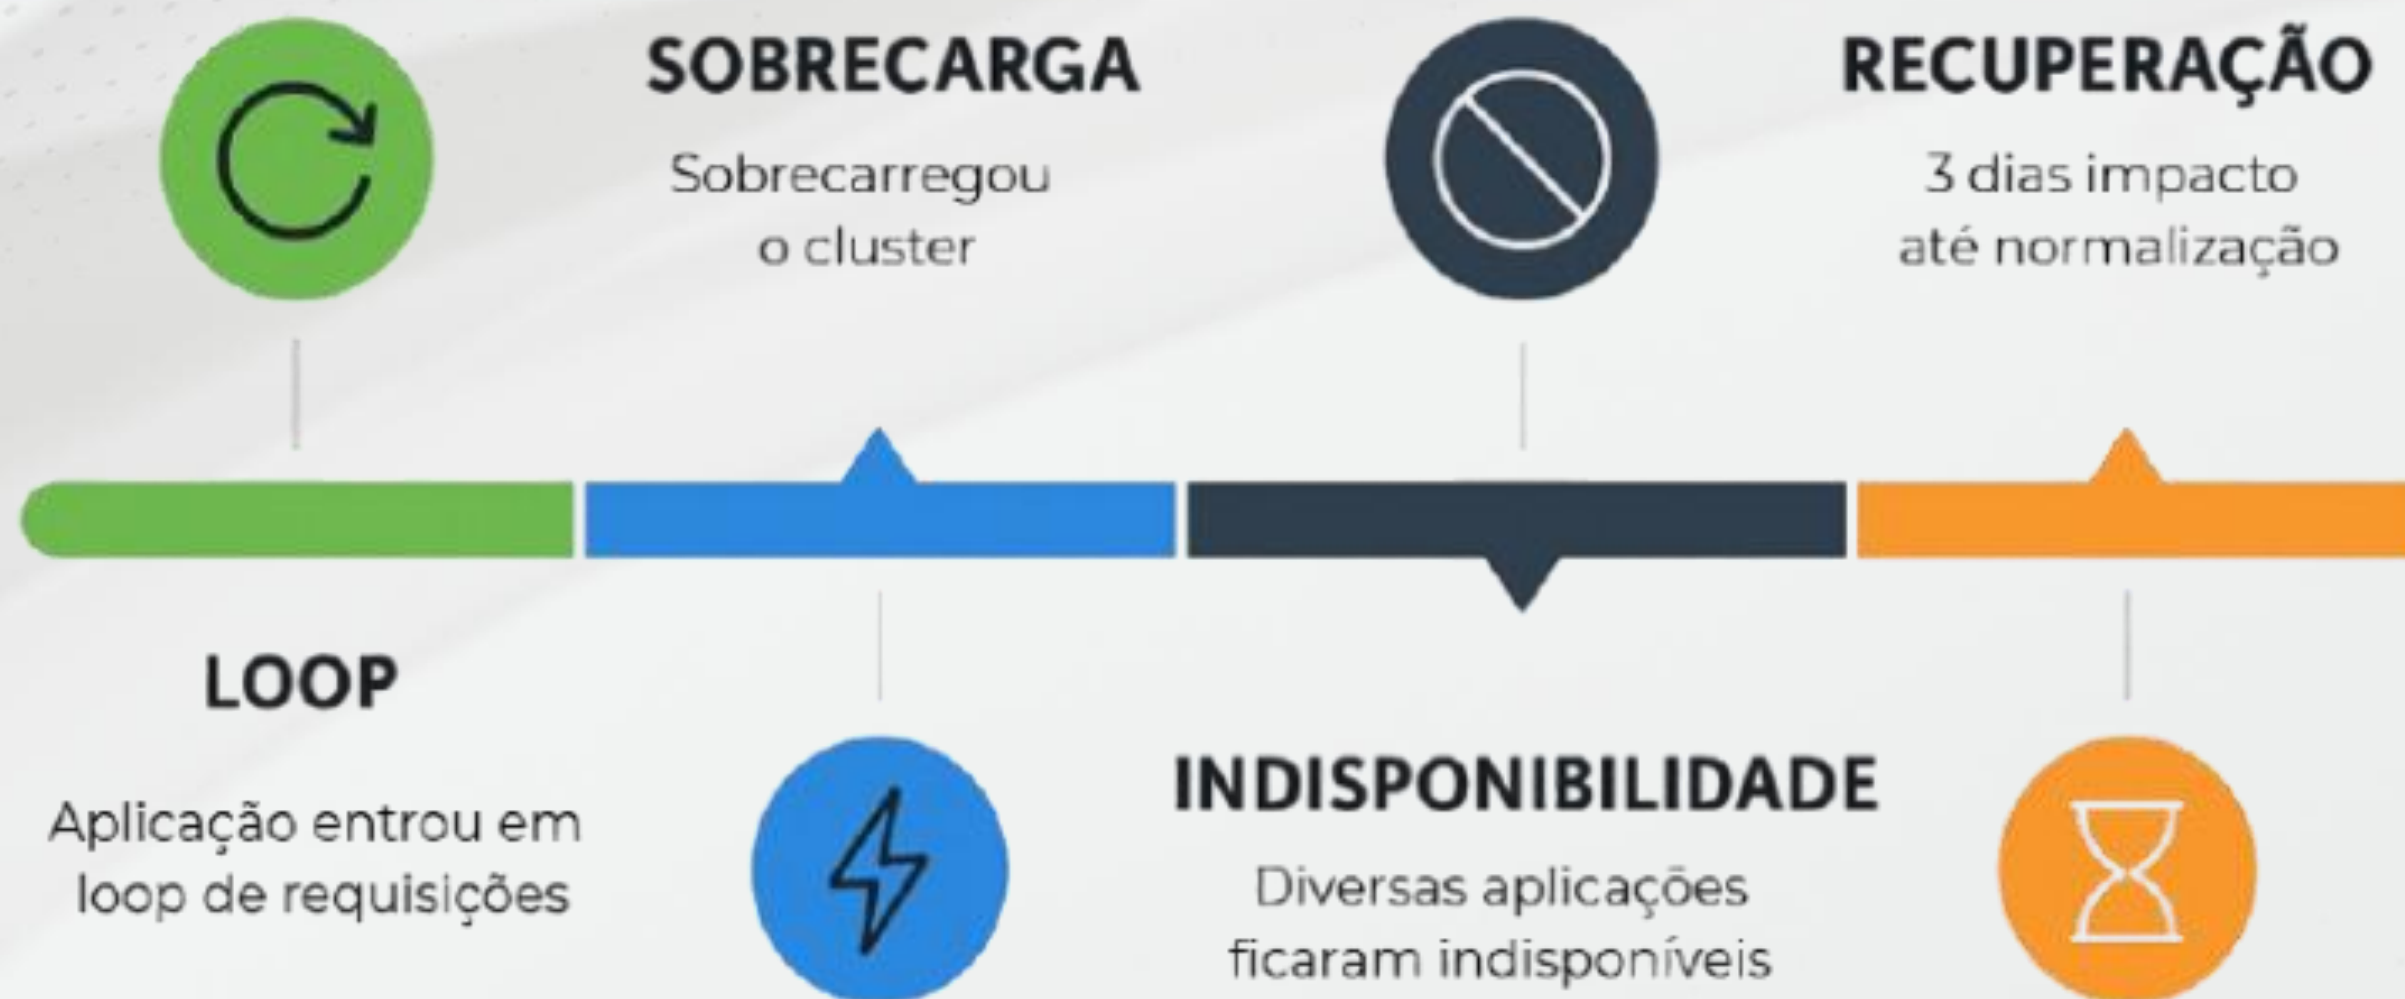 LOOP
Aplicação entrou em
loop de requisições
SOBRECARGA
Sobrecarregou
o cluster
INDISPONIBILIDADE
Diversas aplicações
ficaram indisponíveis
RECUPERAÇÃO
3 dias impacto
até normalização